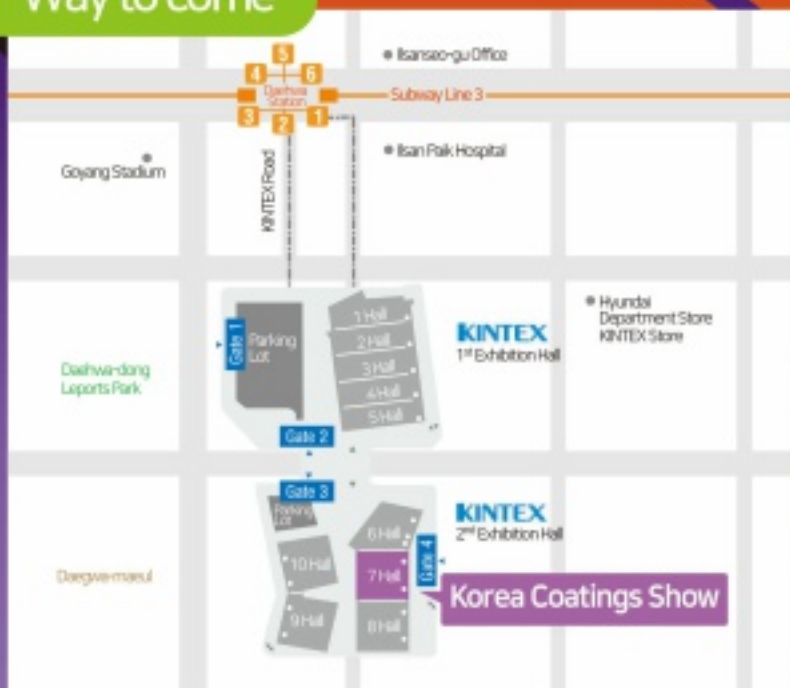 Way to come
Ilsanseo-gu Office
5
4
6
Daehwa
Station
Subway Line 3
3
2
1
Ilsan Paik Hospital
Goyang Stadium
KINTEX Road
Hyundai
Department Store
KINTEX Store
1 Hall
Gate 1
Parking
Lot
2 Hall
KINTEX
1st Exhibition Hall
3 Hall
Daehwa-dong
Leports Park
4 Hall
5 Hall
Gate 2
Gate 3
Parking
Lot
KINTEX
2nd Exhibition Hall
6 Hall
10 Hall
7 Hall
Gate 4
Daegwa-maeul
Korea Coatings Show
9 Hall
8 Hall